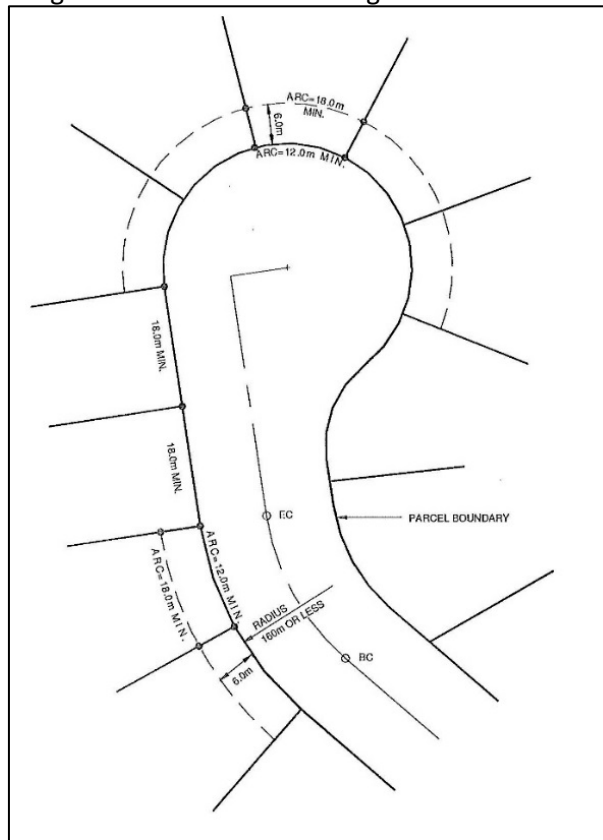 ARC=18.0m
MIN.
6.0m
ARC=12.0m MIN.
18.0m MIN.
18.0m MIN.
EC
PARCEL BOUNDARY
ARC=12.0m MIN.
ARC=18.0m MIN.
RADIUS
160m OR LESS
BC
6.0m